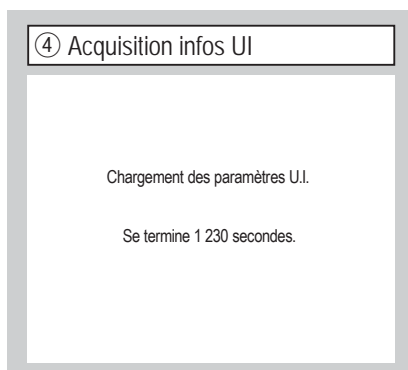 ④ Acquisition infos UI
Chargement des paramètres U.I.
Se termine 1 230 secondes.